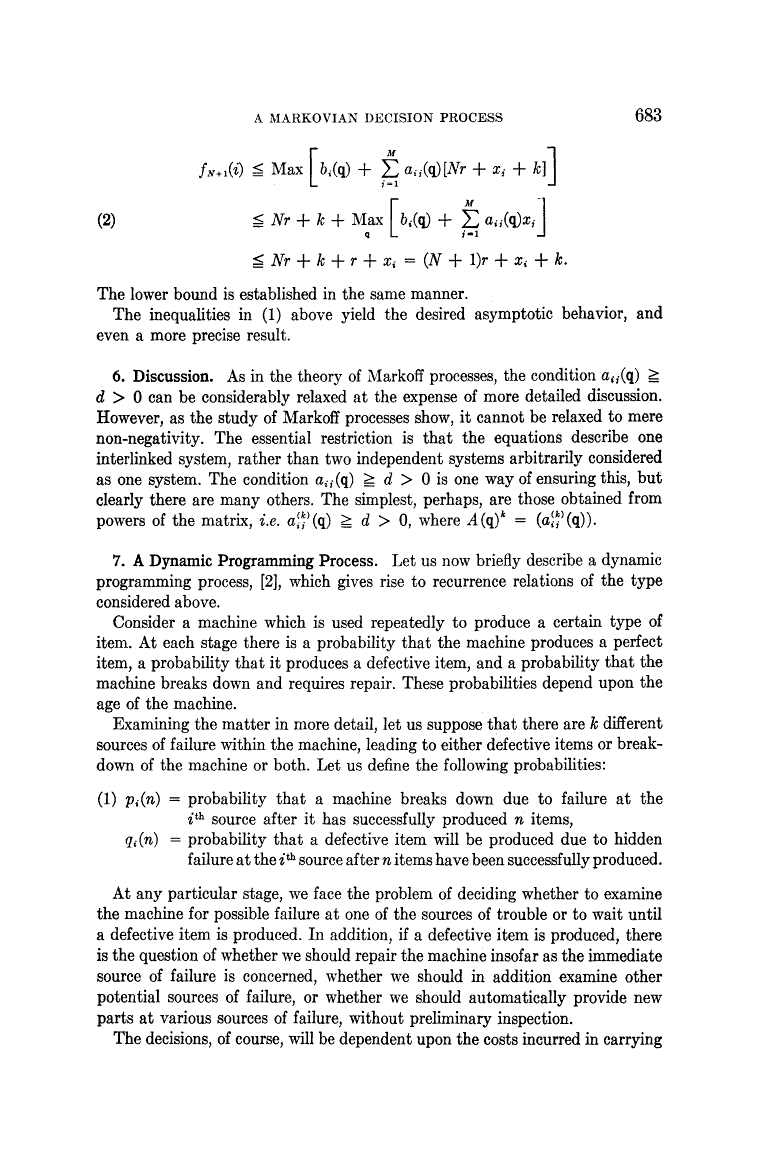 A MARKOVIAN DECISION PROCESS 683
f_{N+1}(i) ≦ Max [ b_i(q) + Σ_{j=1}^{M} a_{ij}(q)[Nr + x_j + k] ]
(2) ≦ Nr + k + Max_q [ b_i(q) + Σ_{j=1}^{M} a_{ij}(q)x_j ]
≦ Nr + k + r + x_i = (N + 1)r + x_i + k.
The lower bound is established in the same manner.
The inequalities in (1) above yield the desired asymptotic behavior, and
even a more precise result.
6. Discussion. As in the theory of Markoff processes, the condition a_{ij}(q) ≧
d > 0 can be considerably relaxed at the expense of more detailed discussion.
However, as the study of Markoff processes show, it cannot be relaxed to mere
non-negativity. The essential restriction is that the equations describe one
interlinked system, rather than two independent systems arbitrarily considered
as one system. The condition a_{ij}(q) ≧ d > 0 is one way of ensuring this, but
clearly there are many others. The simplest, perhaps, are those obtained from
powers of the matrix, i.e. a_{ij}^{(k)}(q) ≧ d > 0, where A(q)^k = (a_{ij}^{(k)}(q)).
7. A Dynamic Programming Process. Let us now briefly describe a dynamic
programming process, [2], which gives rise to recurrence relations of the type
considered above.
Consider a machine which is used repeatedly to produce a certain type of
item. At each stage there is a probability that the machine produces a perfect
item, a probability that it produces a defective item, and a probability that the
machine breaks down and requires repair. These probabilities depend upon the
age of the machine.
Examining the matter in more detail, let us suppose that there are k different
sources of failure within the machine, leading to either defective items or break-
down of the machine or both. Let us define the following probabilities:
(1) p_i(n) = probability that a machine breaks down due to failure at the
i^{th} source after it has successfully produced n items,
q_i(n) = probability that a defective item will be produced due to hidden
failure at the i^{th} source after n items have been successfully produced.
At any particular stage, we face the problem of deciding whether to examine
the machine for possible failure at one of the sources of trouble or to wait until
a defective item is produced. In addition, if a defective item is produced, there
is the question of whether we should repair the machine insofar as the immediate
source of failure is concerned, whether we should in addition examine other
potential sources of failure, or whether we should automatically provide new
parts at various sources of failure, without preliminary inspection.
The decisions, of course, will be dependent upon the costs incurred in carrying